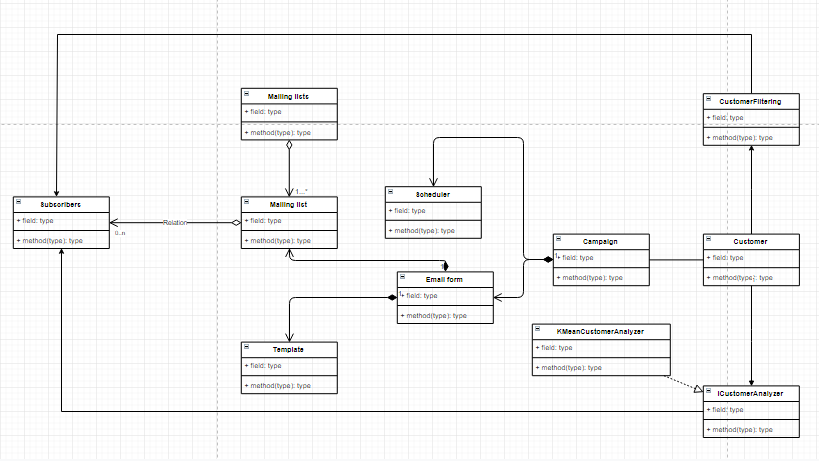 Mailing lists
+ field: type
+ method(type): type
CustomerFiltering
+ field: type
+ method(type): type
1...*
Subscribers
+ field: type
+ method(type): type
Relation
0..n
Mailing list
+ field: type
+ method(type): type
Scheduler
+ field: type
+ method(type): type
Campaign
1
+ field: type
+ method(type): type
Customer
+ field: type
+ method(type): type
1
Email form
1
+ field: type
+ method(type): type
Template
+ field: type
+ method(type): type
KMeanCustomerAnalyzer
+ field: type
+ method(type): type
ICustomerAnalyzer
+ field: type
+ method(type): type